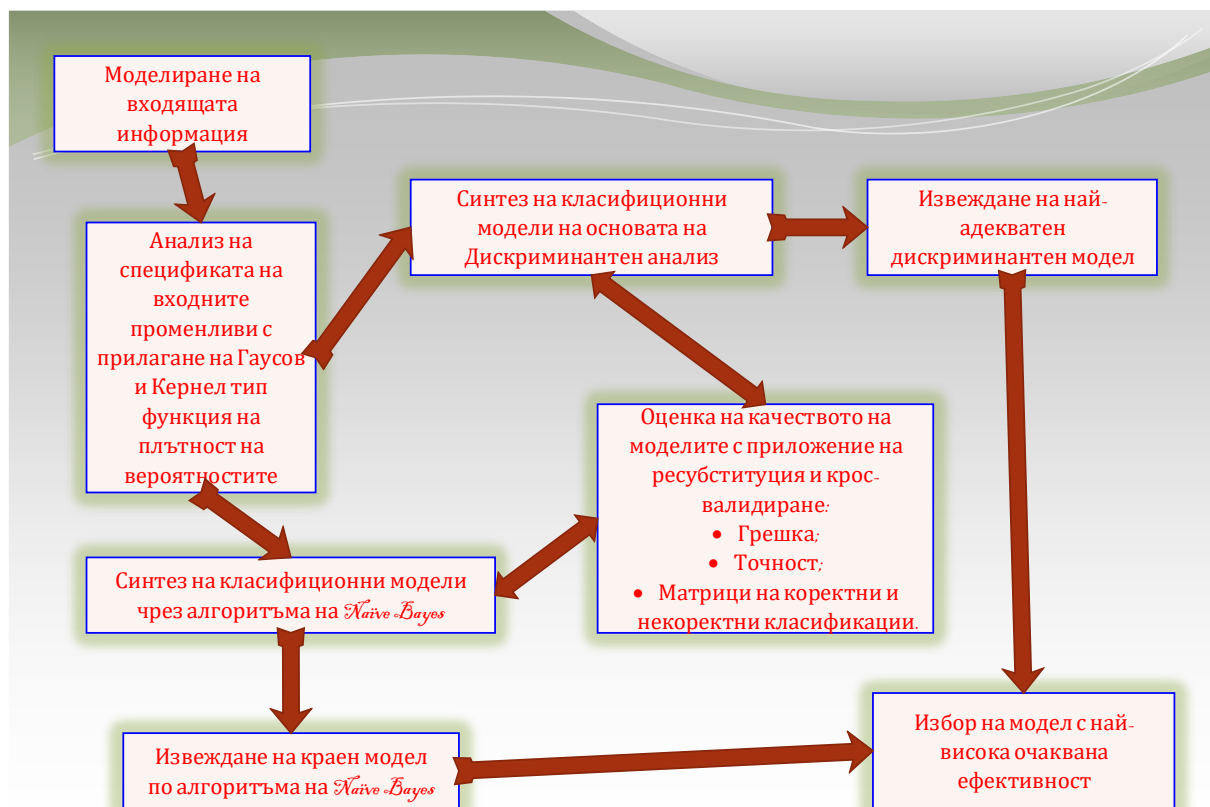 Моделиране на
входящата
информация
Анализ на
спецификата на
входните
променливи с
прилагане на Гаусов
и Кернел тип
функция на
плътност на
вероятностите
Синтез на класификционни
модели на основата на
Дискриминантен анализ
Извеждане на най-
адекватен
дискриминантен модел
Оценка на качеството на
моделите с приложение на
ресубституция и крос-
валидиране:
• Грешка;
• Точност;
• Матрици на коректни и
некоректни класификации.
Синтез на класификционни модели
чрез алгоритъма на Naïve Bayes
Извеждане на краен модел
по алгоритъма на Naïve Bayes
Избор на модел с най-
висока очаквана
ефективност